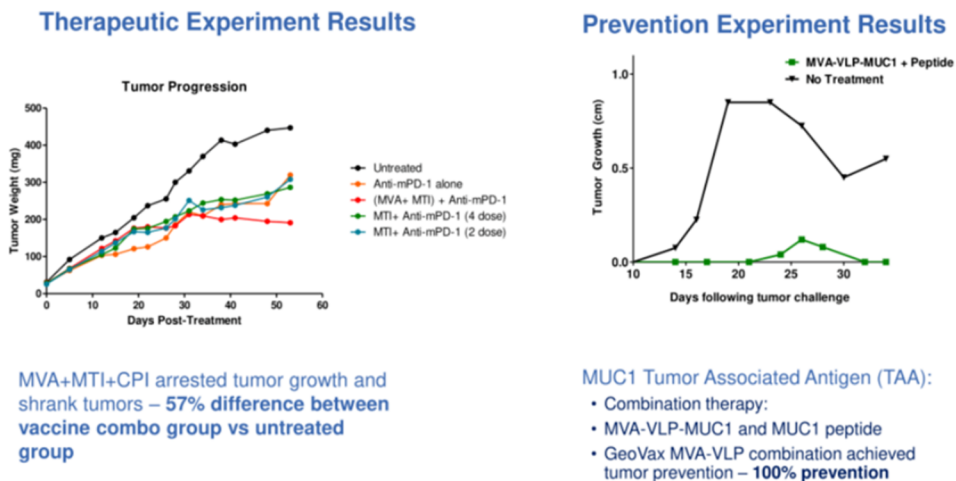 Therapeutic Experiment Results
Tumor Progression
500
400
300
200
100
0
Tumor Weight (mg)
0 10 20 30 40 50 60
Days Post-Treatment
Untreated
Anti-mPD-1 alone
(MVA+ MTI) + Anti-mPD-1
MTI+ Anti-mPD-1 (4 dose)
MTI+ Anti-mPD-1 (2 dose)
MVA+MTI+CPI arrested tumor growth and
shrank tumors – 57% difference between
vaccine combo group vs untreated
group
Prevention Experiment Results
MVA-VLP-MUC1 + Peptide
No Treatment
1.0
0.5
0.0
Tumor Growth (cm)
10 15 20 25 30
Days following tumor challenge
MUC1 Tumor Associated Antigen (TAA):
• Combination therapy:
• MVA-VLP-MUC1 and MUC1 peptide
• GeoVax MVA-VLP combination achieved
tumor prevention – 100% prevention